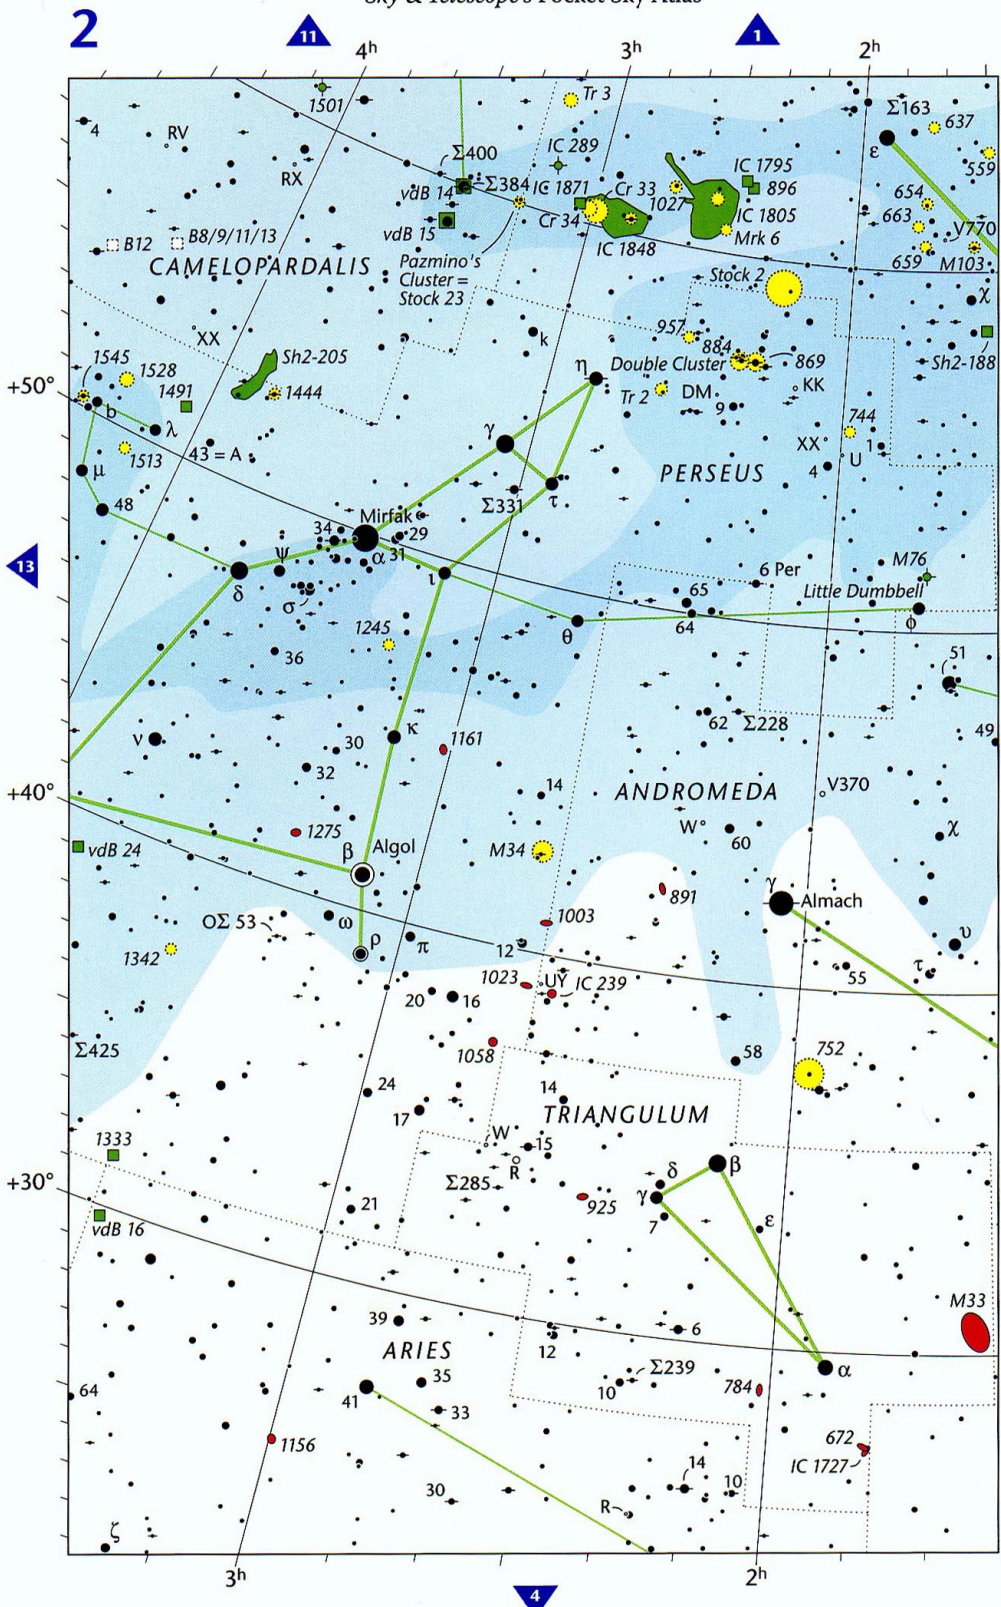 Sky & Telescope's Pocket Sky Atlas
2
11
1
4h
3h
2h
1501
Tr 3
Σ163
637
4
RV
ε
Σ400
IC 289
IC 1795
559
RX
vdB 14
Σ384
IC 1871
Cr 33
896
654
1027
IC 1805
663
V770
B12
B8/9/11/13
vdB 15
Cr 34
Mrk 6
IC 1848
659
M103
CAMELOPARDALIS
Pazmino's
Cluster =
Stock 23
Stock 2
χ
XX
957
k
884
869
Sh2-188
1545
Sh2-205
Double Cluster
1528
η
+50°
1491
1444
Tr 2
DM
KK
b
9
λ
744
γ
43 = A
XX
1
1513
U
μ
4
PERSEUS
48
Σ331
τ
Mirfak
34
29
13
ψ
α
31
M76
6 Per
ι
Little Dumbbell
δ
65
σ
64
θ
φ
1245
36
51
ν
κ
62
Σ228
30
1161
49
32
14
V370
+40°
ANDROMEDA
1275
W
60
χ
Algol
β
vdB 24
M34
γ
891
Almach
ΟΣ 53
ω
1003
ρ
π
υ
12
1342
τ
55
1023
UY
IC 239
20
16
Σ425
1058
58
752
24
14
17
TRIANGULUM
1333
W
15
R
β
δ
+30°
Σ285
γ
21
925
7
ε
vdB 16
M33
39
6
ARIES
12
35
Σ239
α
64
41
10
784
33
1156
672
IC 1727
14
30
10
R
ζ
3h
2h
4